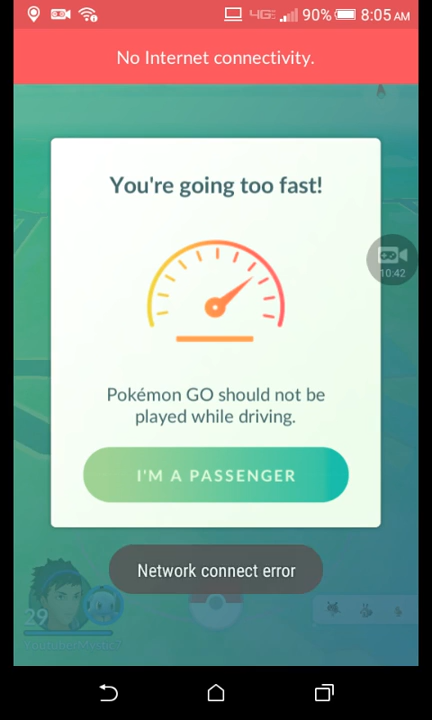 4G 90% 8:05 AM
No Internet connectivity.
You're going too fast!
10:42
Pokémon GO should not be
played while driving.
I'M A PASSENGER
Network connect error
29